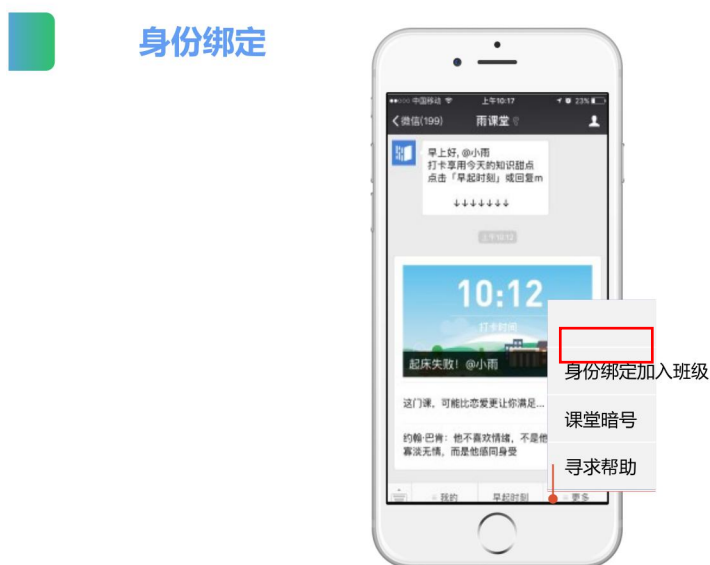 身份绑定
中国移动 上午10:17 23%
微信(199) 雨课堂
早上好, @小雨
打卡享用今天的知识甜点
点击「早起时刻」或回复m
↓↓↓↓↓↓↓
上午10:12
10:12
打卡时间
起床失败! @小雨
这门课，可能比恋爱更让你满足...
约翰·巴肯：他不喜欢情绪，不是他
寡淡无情，而是他感同身受
身份绑定加入班级
课堂暗号
寻求帮助
我的 早起时刻 更多